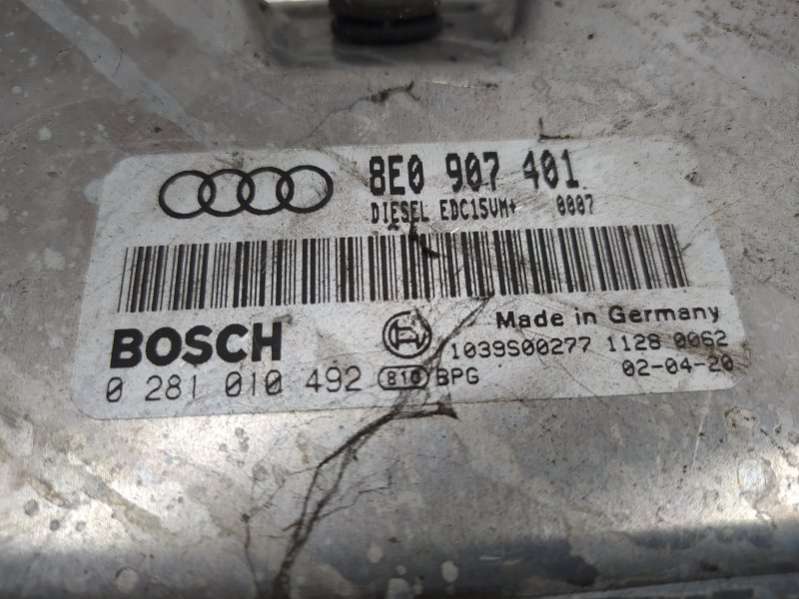 8E0 907 401
DIESEL EDC15VM+ 0007
Made in Germany
BOSCH
1039S00277 1128 0062
0 281 010 492 810 BPG 02-04-20